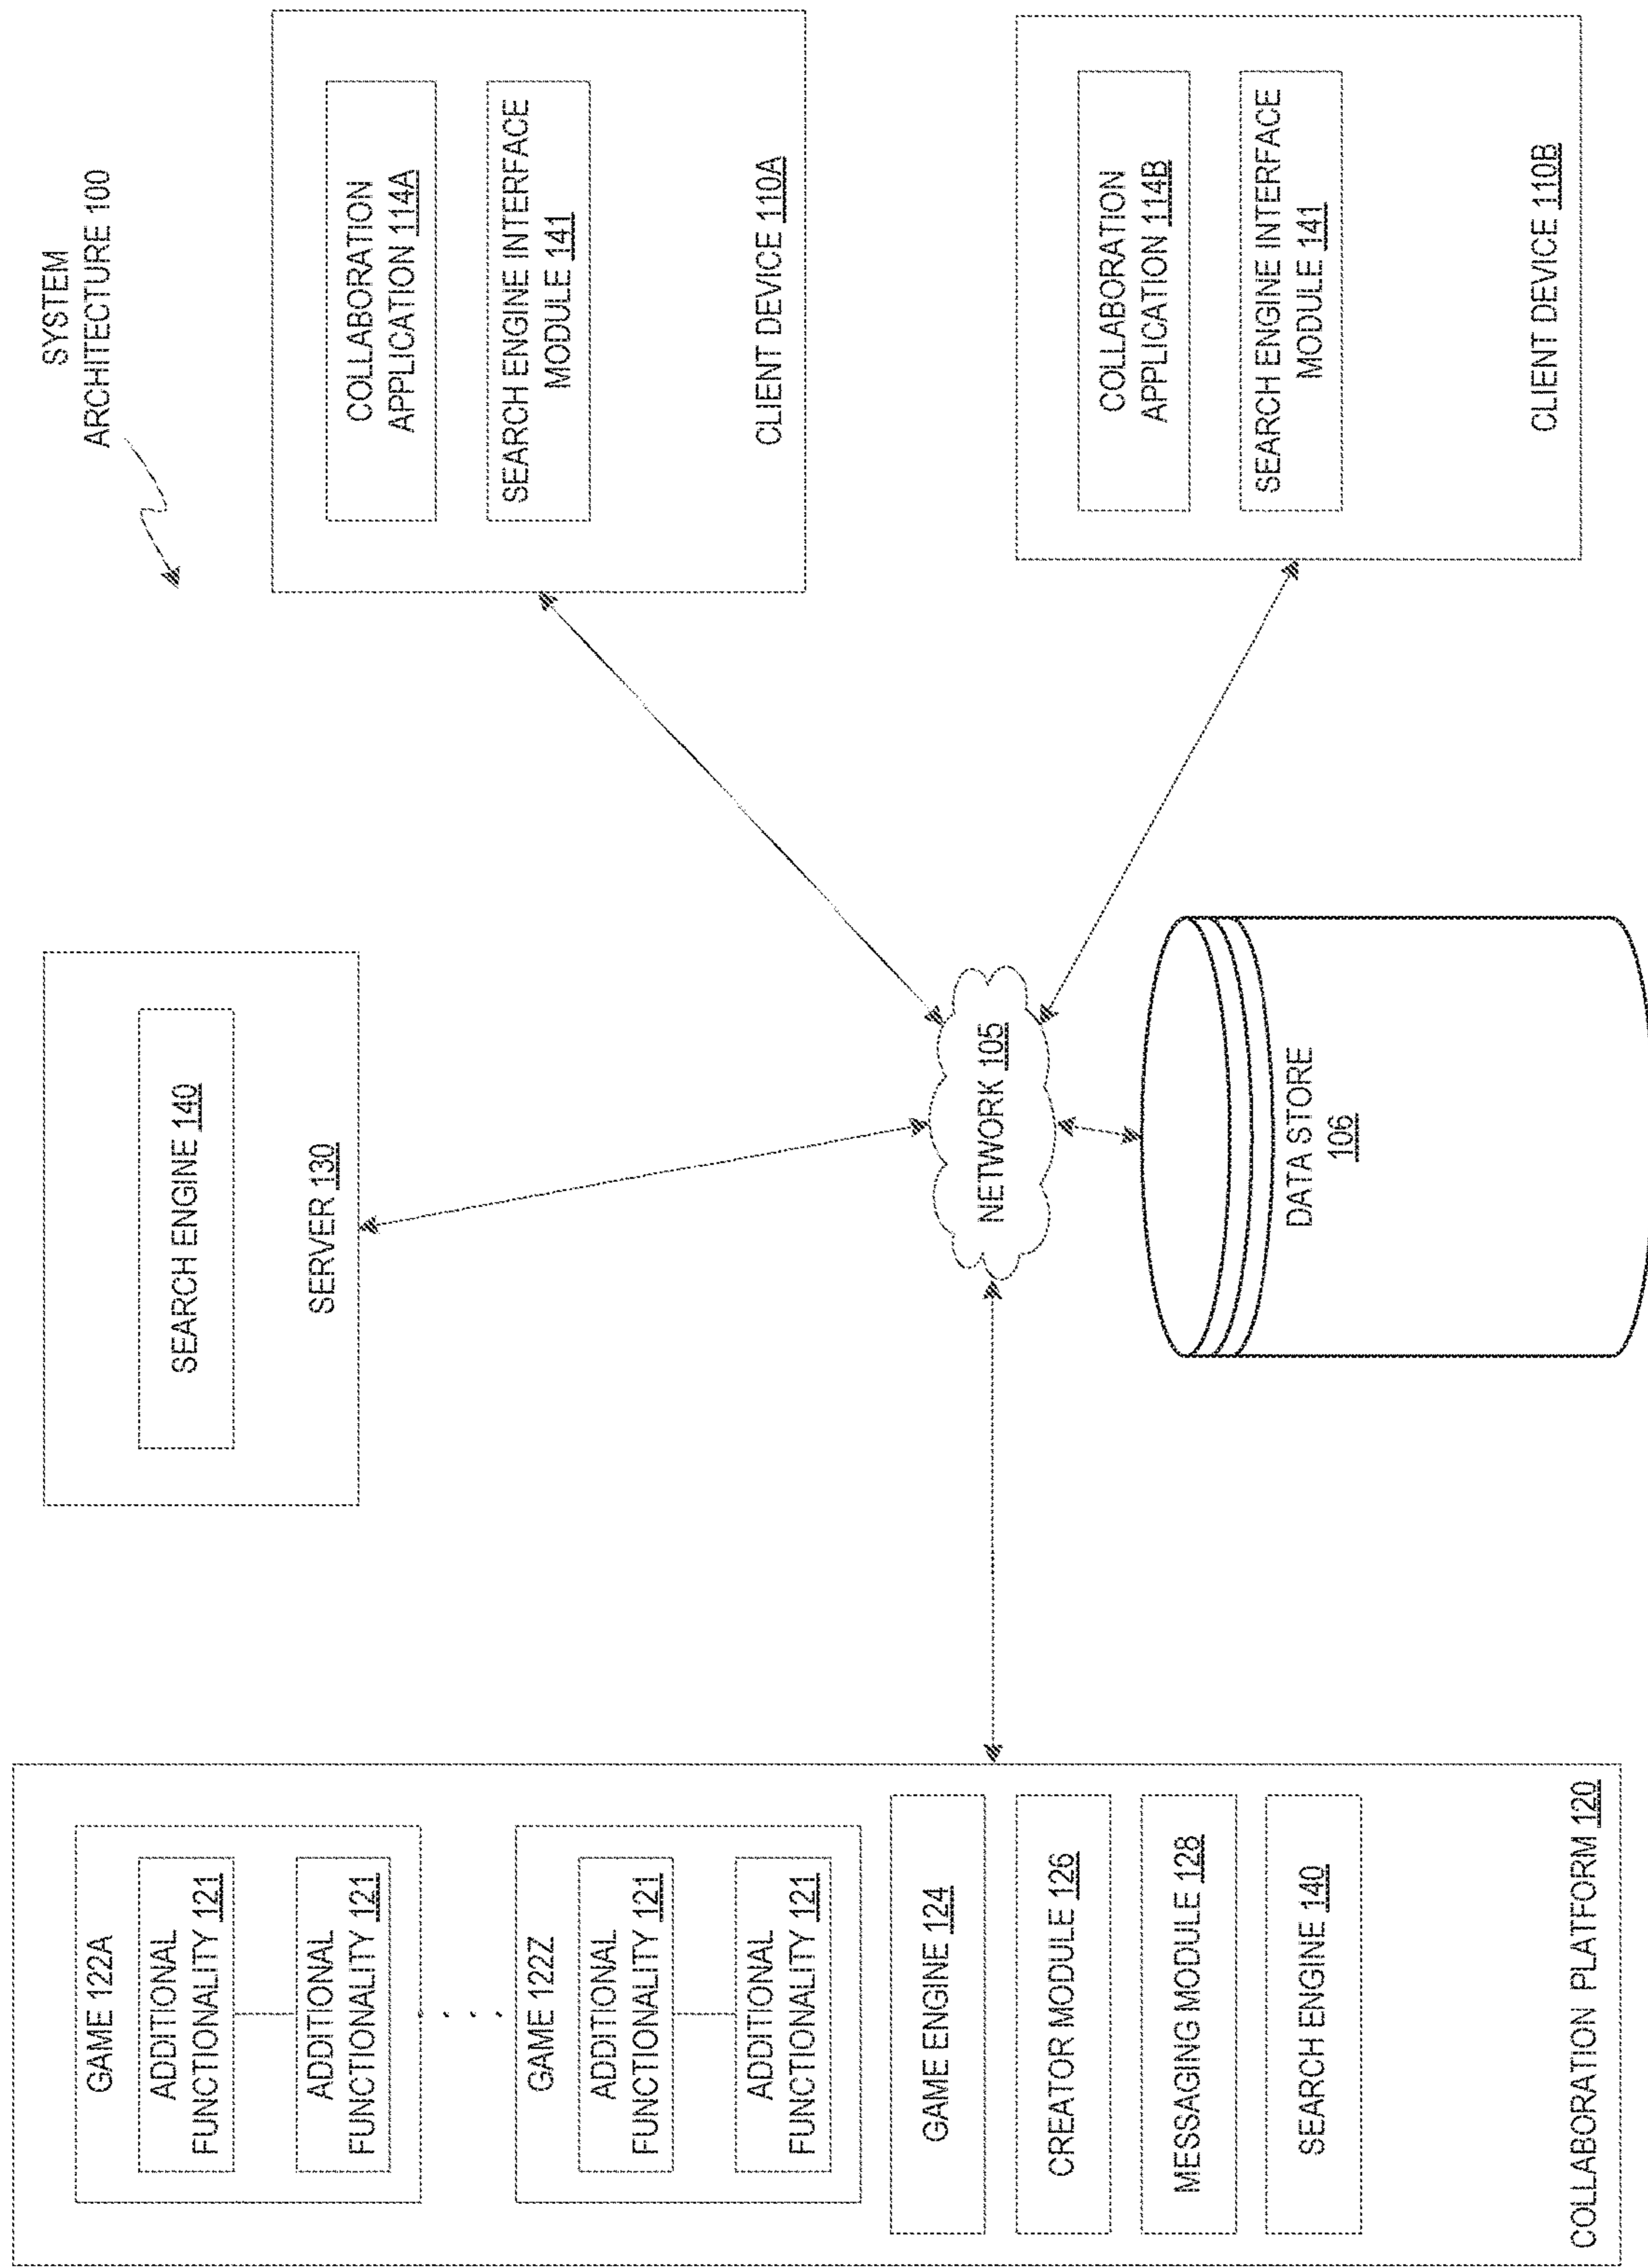 SYSTEM
ARCHITECTURE 100
GAME 122A
ADDITIONAL
FUNCTIONALITY 121
ADDITIONAL
FUNCTIONALITY 121
. . .
GAME 122Z
ADDITIONAL
FUNCTIONALITY 121
ADDITIONAL
FUNCTIONALITY 121
GAME ENGINE 124
CREATOR MODULE 126
MESSAGING MODULE 128
SEARCH ENGINE 140
COLLABORATION PLATFORM 120
SEARCH ENGINE 140
SERVER 130
NETWORK 105
DATA STORE
106
COLLABORATION
APPLICATION 114A
SEARCH ENGINE INTERFACE
MODULE 141
CLIENT DEVICE 110A
COLLABORATION
APPLICATION 114B
SEARCH ENGINE INTERFACE
MODULE 141
CLIENT DEVICE 110B